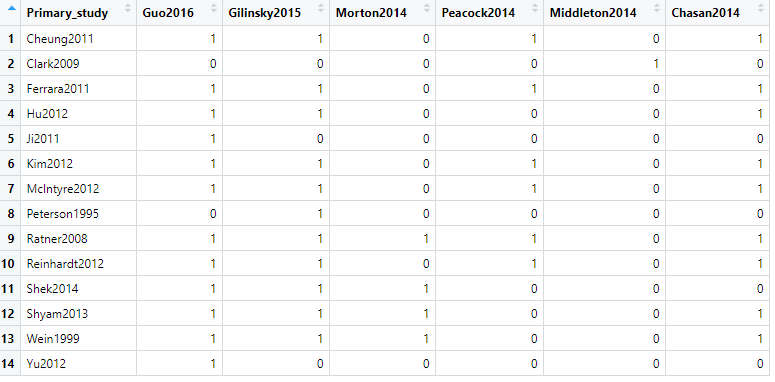 Primary_study Guo2016 Gilinsky2015 Morton2014 Peacock2014 Middleton2014 Chasan2014
1 Cheung2011 1 1 0 1 0 1
2 Clark2009 0 0 0 0 1 0
3 Ferrara2011 1 1 0 1 0 1
4 Hu2012 1 1 0 0 0 1
5 Ji2011 1 0 0 0 0 0
6 Kim2012 1 1 0 1 0 1
7 McIntyre2012 1 1 0 1 0 1
8 Peterson1995 0 1 0 0 0 0
9 Ratner2008 1 1 1 1 0 1
10 Reinhardt2012 1 1 0 1 0 1
11 Shek2014 1 1 1 0 0 0
12 Shyam2013 1 1 1 0 0 1
13 Wein1999 1 1 1 0 0 1
14 Yu2012 1 0 0 0 0 0